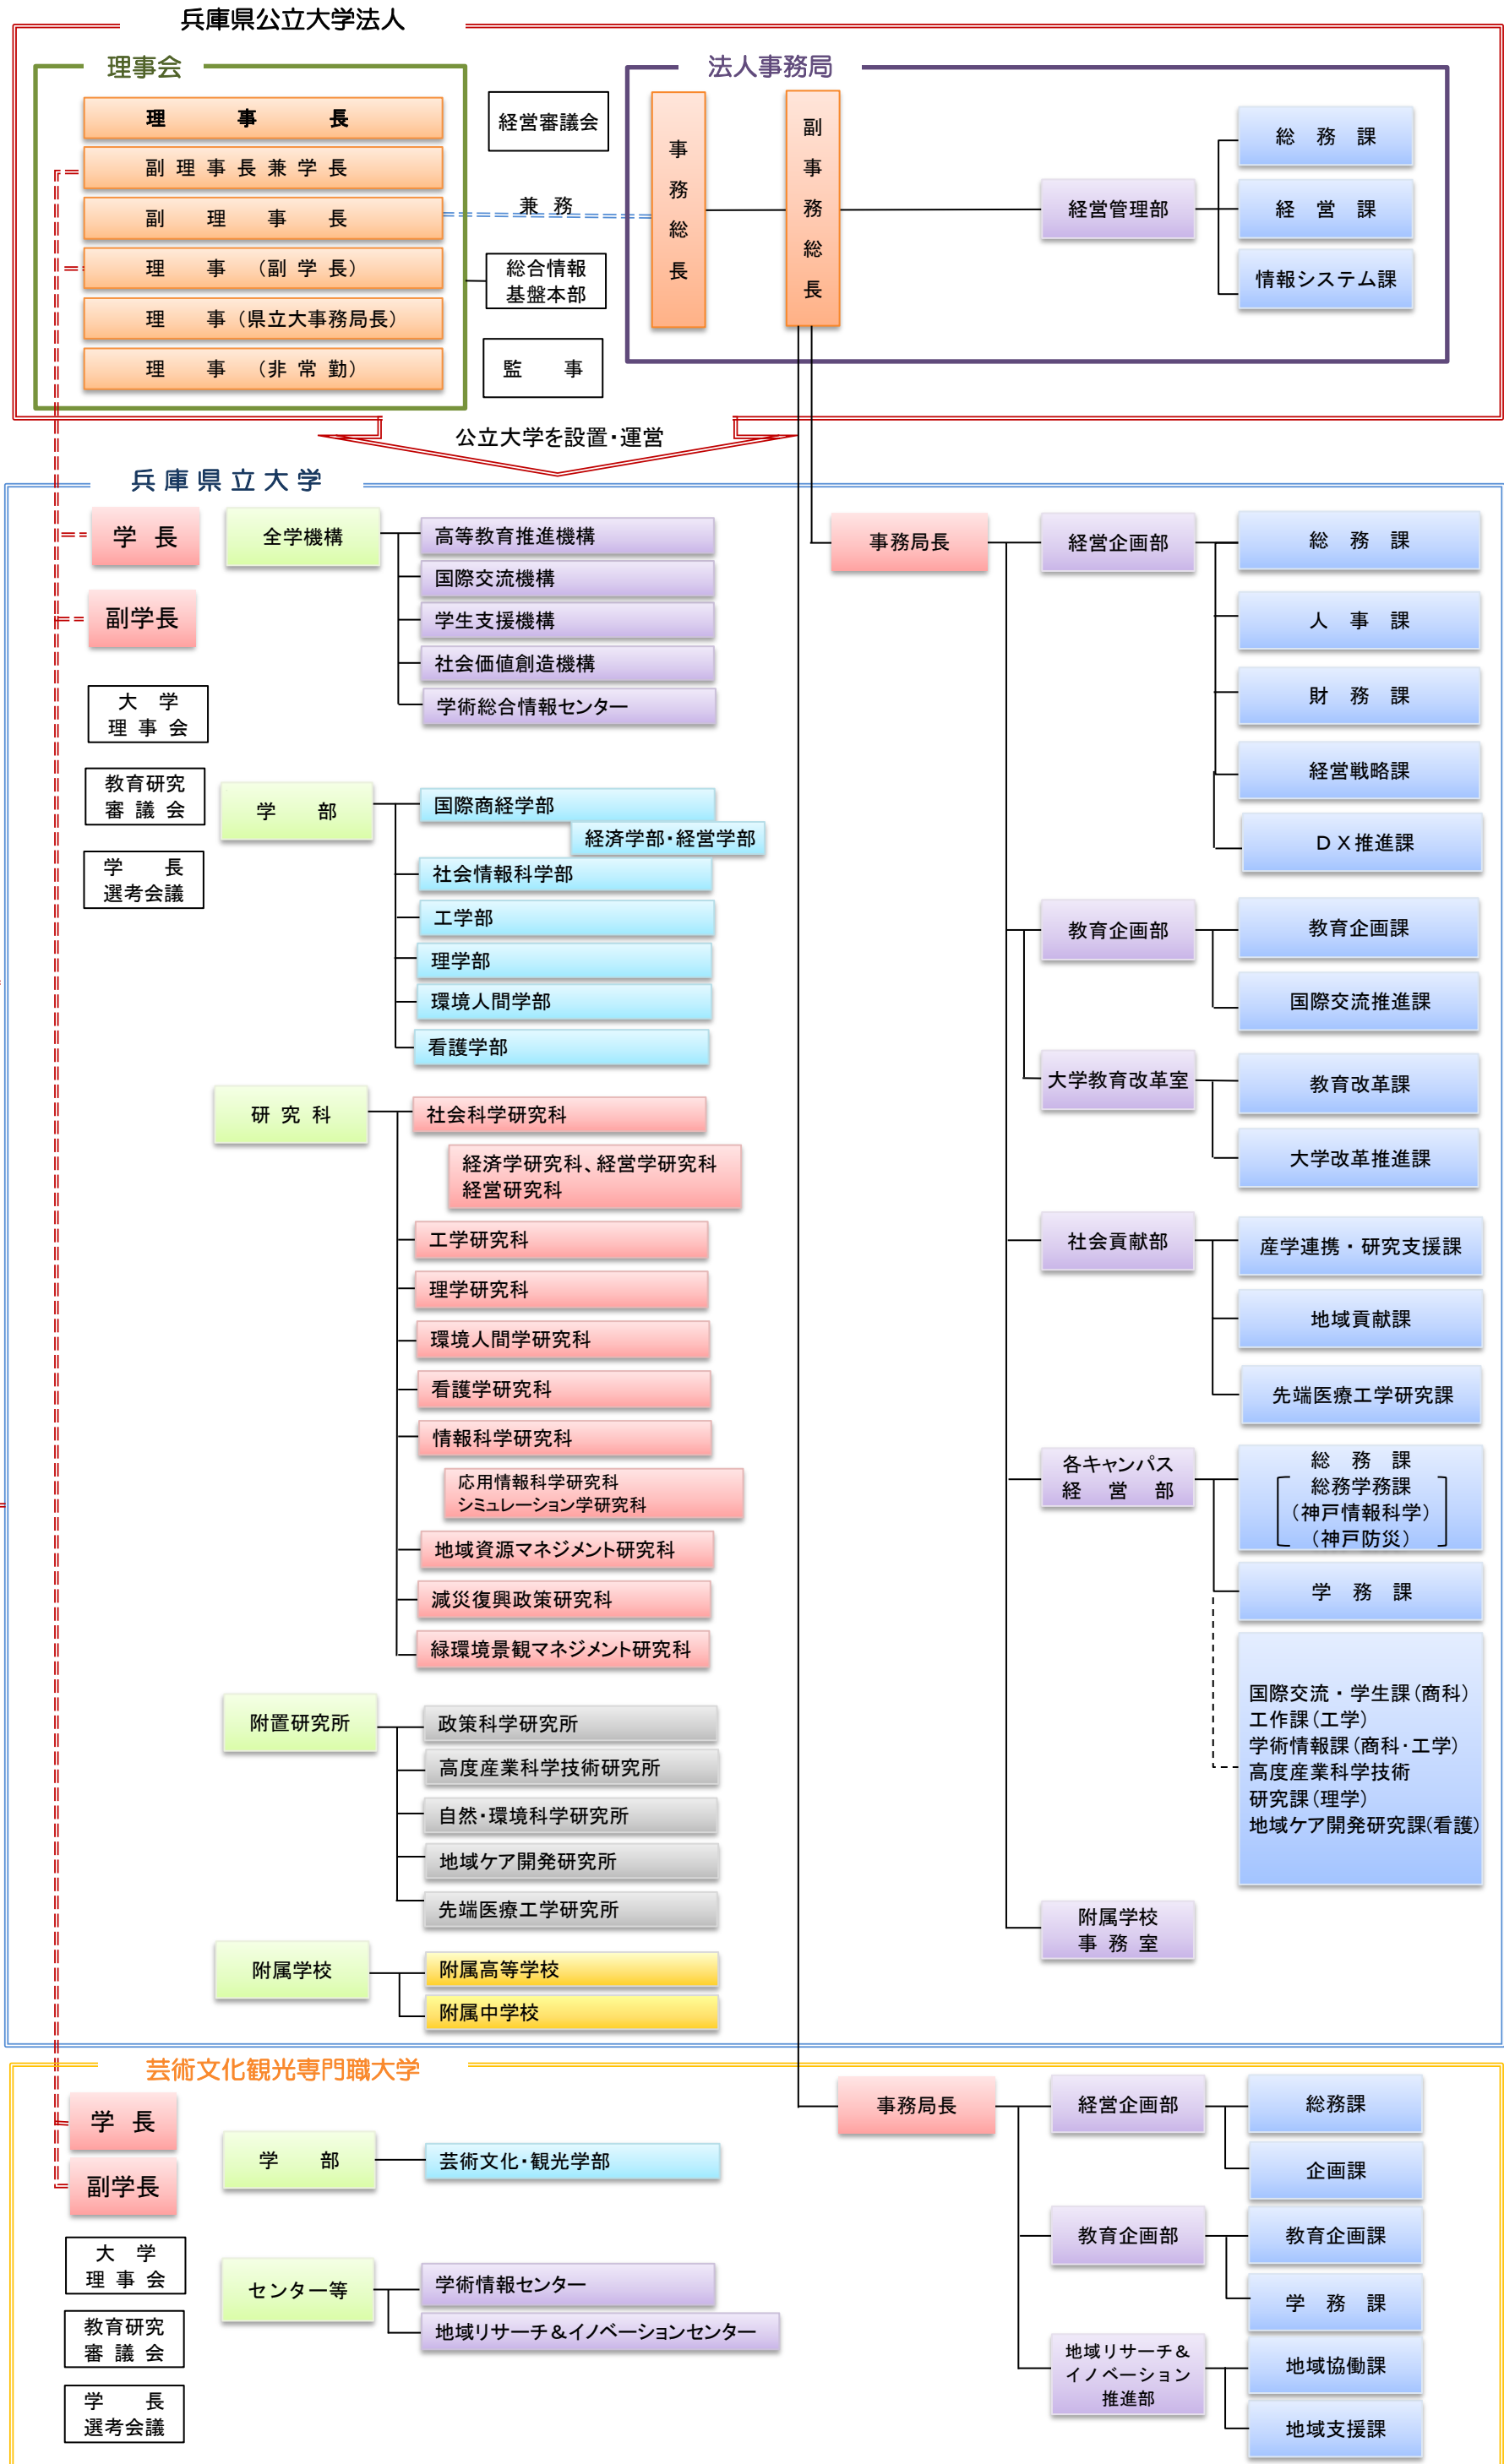 兵庫県公立大学法人
理事会
理　事　長
副 理 事 長 兼 学 長
副　理　事　長
理　事　（副 学 長）
理　事（県立大事務局長）
理　事　（非 常 勤）
経営審議会
兼 務
総合情報
基盤本部
監　事
法人事務局
事務総長
副事務総長
経営管理部
総　務　課
経　営　課
情報システム課
公立大学を設置・運営
兵 庫 県 立 大 学
学 長
副学長
大　学
理 事 会
教育研究
審 議 会
学　長
選考会議
全学機構
高等教育推進機構
国際交流機構
学生支援機構
社会価値創造機構
学術総合情報センター
学　部
国際商経学部
経済学部・経営学部
社会情報科学部
工学部
理学部
環境人間学部
看護学部
研 究 科
社会科学研究科
経済学研究科、経営学研究科
経営研究科
工学研究科
理学研究科
環境人間学研究科
看護学研究科
情報科学研究科
応用情報科学研究科
シミュレーション学研究科
地域資源マネジメント研究科
減災復興政策研究科
緑環境景観マネジメント研究科
附置研究所
政策科学研究所
高度産業科学技術研究所
自然・環境科学研究所
地域ケア開発研究所
先端医療工学研究所
附属学校
附属高等学校
附属中学校
事務局長
経営企画部
総　務　課
人　事　課
財　務　課
経営戦略課
ＤＸ推進課
教育企画部
教育企画課
国際交流推進課
大学教育改革室
教育改革課
大学改革推進課
社会貢献部
産学連携・研究支援課
地域貢献課
先端医療工学研究課
各キャンパス
経　営　部
総　務　課
総務学務課
（神戸情報科学）
（神戸防災）
学　務　課
国際交流・学生課（商科）
工作課（工学）
学術情報課（商科・工学）
高度産業科学技術
研究課（理学）
地域ケア開発研究課（看護）
附属学校
事 務 室
芸術文化観光専門職大学
学 長
副学長
大　学
理 事 会
教育研究
審 議 会
学　長
選考会議
学　部
芸術文化・観光学部
センター等
学術情報センター
地域リサーチ＆イノベーションセンター
事務局長
経営企画部
総務課
企画課
教育企画部
教育企画課
学　務　課
地域リサーチ＆
イノベーション
推進部
地域協働課
地域支援課